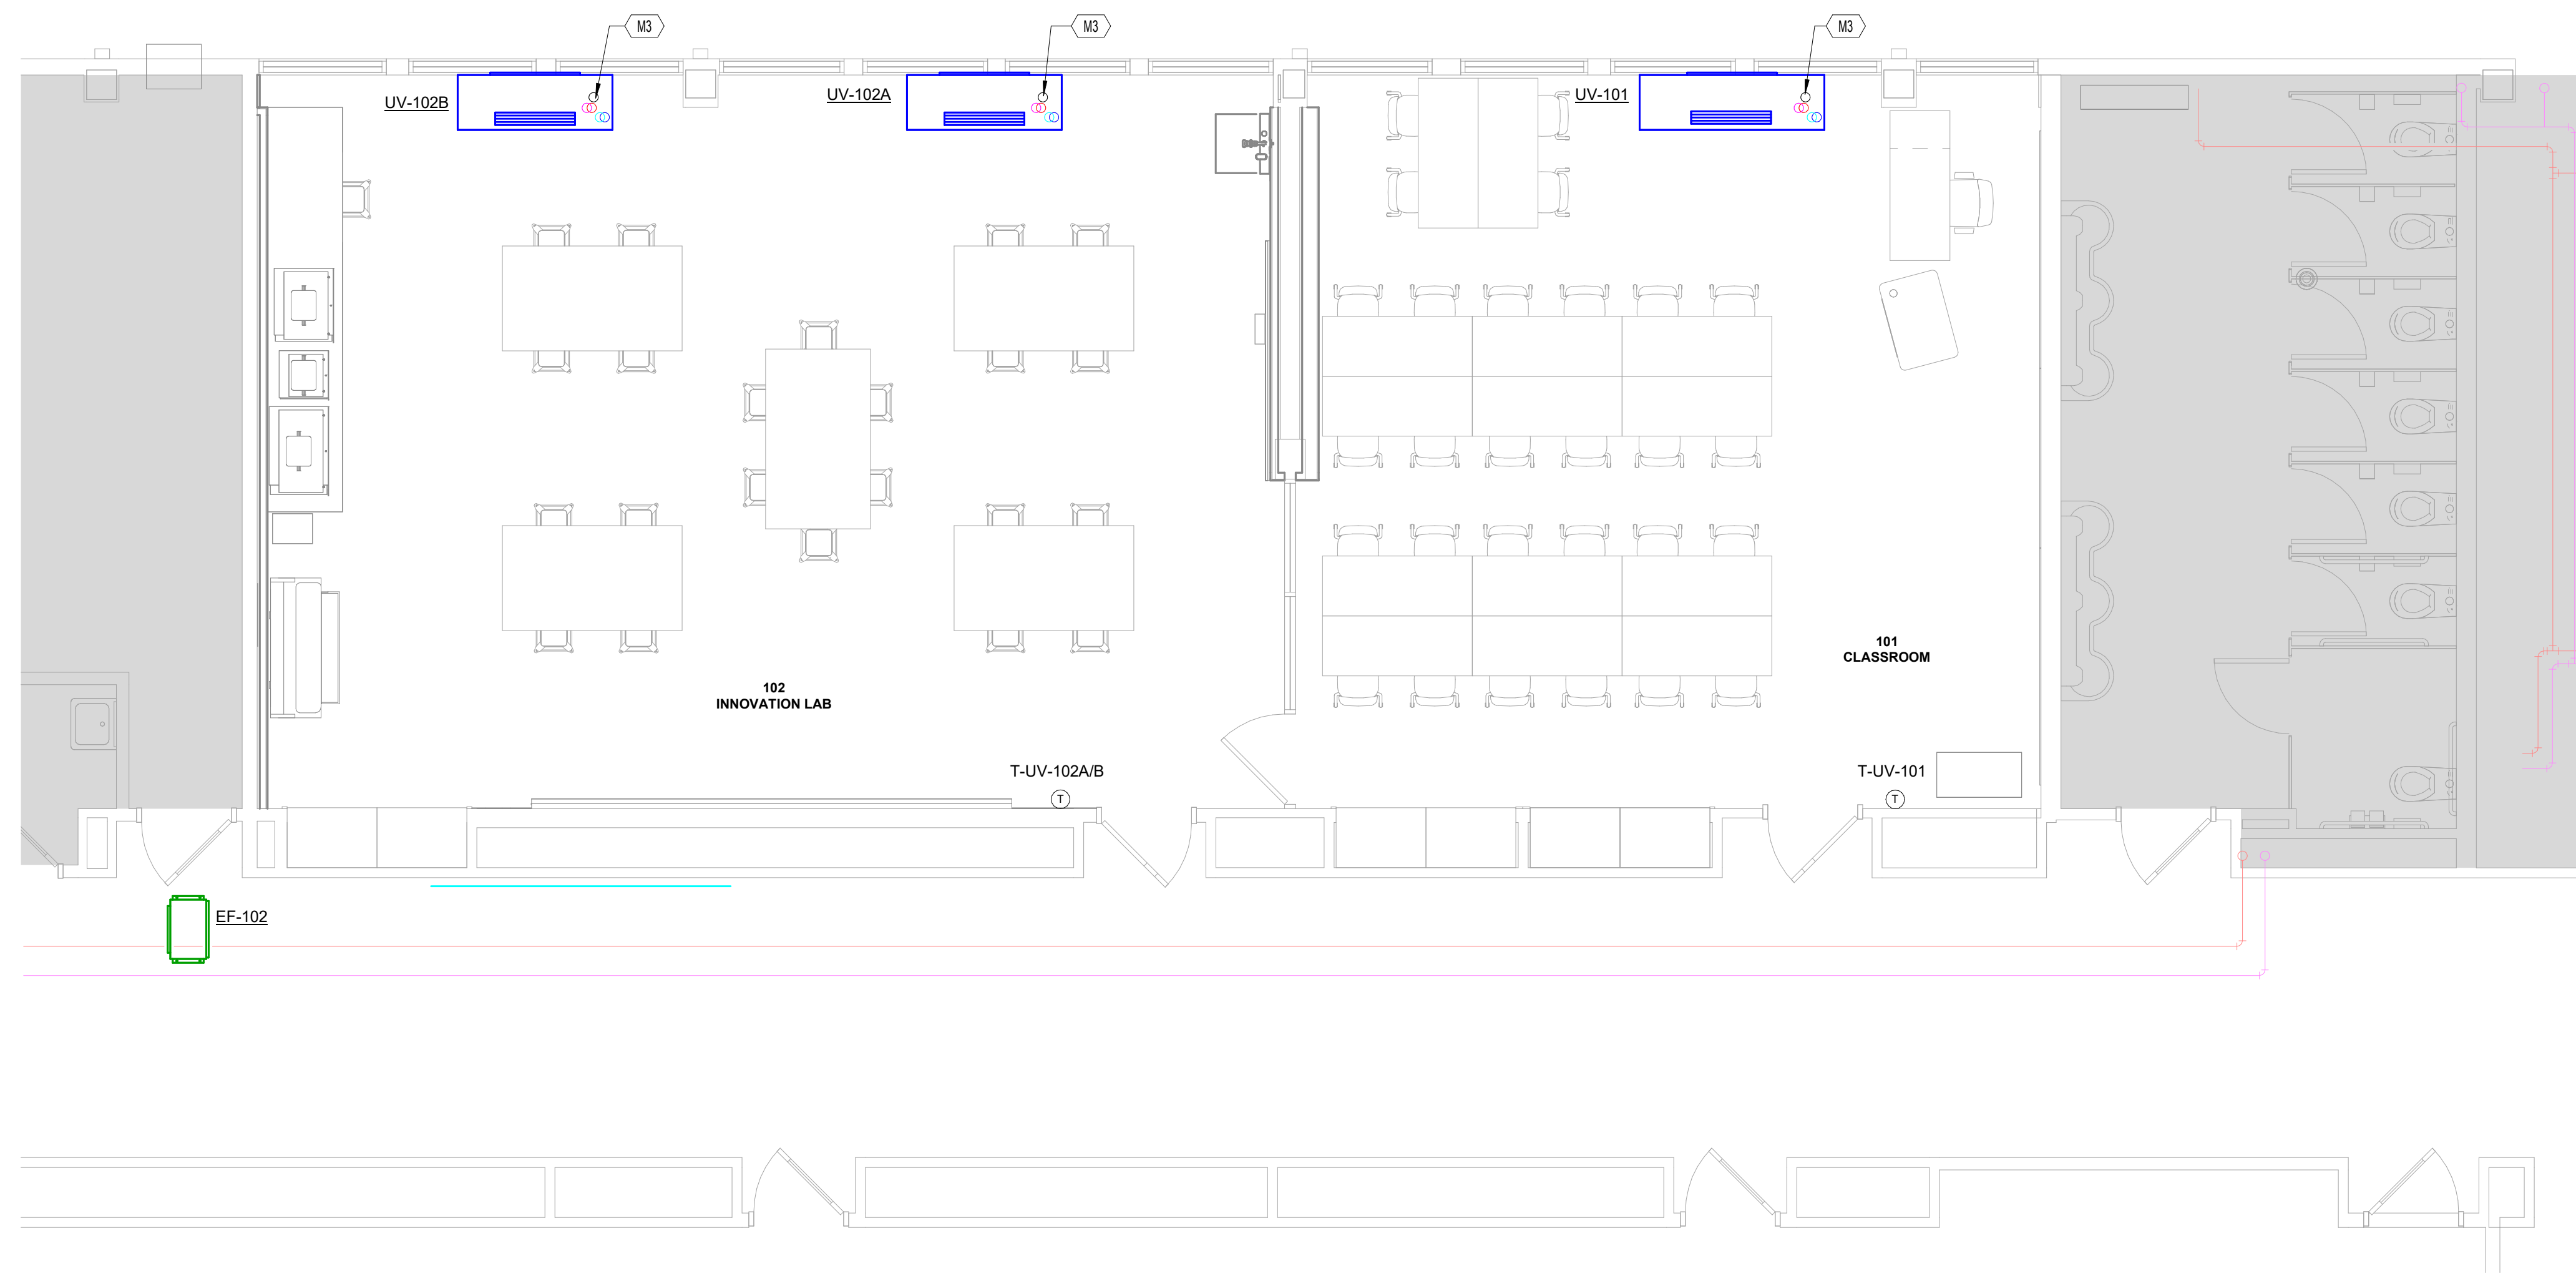 M3
M3
M3
UV-102B
UV-102A
UV-101
101
CLASSROOM
102
INNOVATION LAB
T-UV-102A/B
T
T-UV-101
T
EF-102